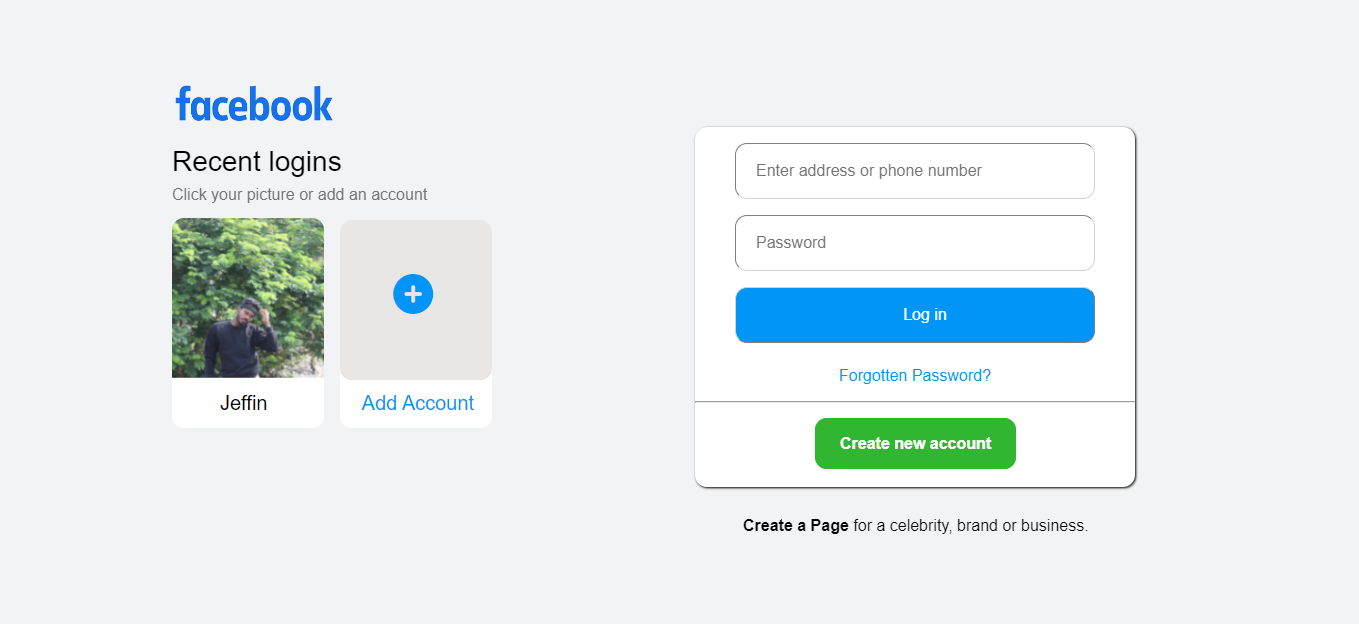 facebook
Recent logins
Click your picture or add an account
Jeffin
Add Account
Enter address or phone number
Password
Log in
Forgotten Password?
Create new account
Create a Page for a celebrity, brand or business.